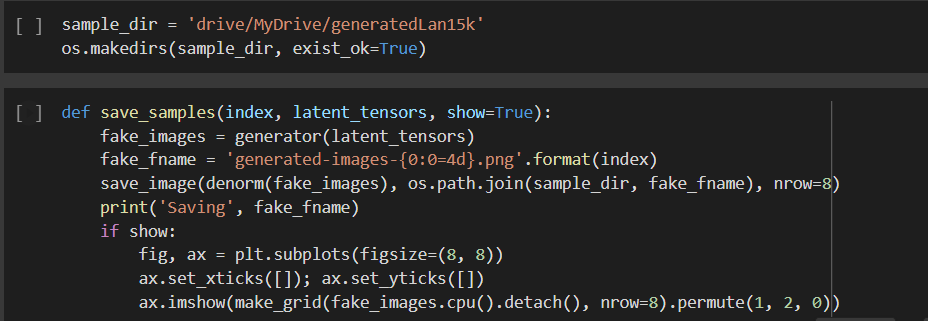 [ ] sample_dir = 'drive/MyDrive/generatedLan15k'
os.makedirs(sample_dir, exist_ok=True)
[ ] def save_samples(index, latent_tensors, show=True):
fake_images = generator(latent_tensors)
fake_fname = 'generated-images-{0:0=4d}.png'.format(index)
save_image(denorm(fake_images), os.path.join(sample_dir, fake_fname), nrow=8)
print('Saving', fake_fname)
if show:
fig, ax = plt.subplots(figsize=(8, 8))
ax.set_xticks([]); ax.set_yticks([])
ax.imshow(make_grid(fake_images.cpu().detach(), nrow=8).permute(1, 2, 0))